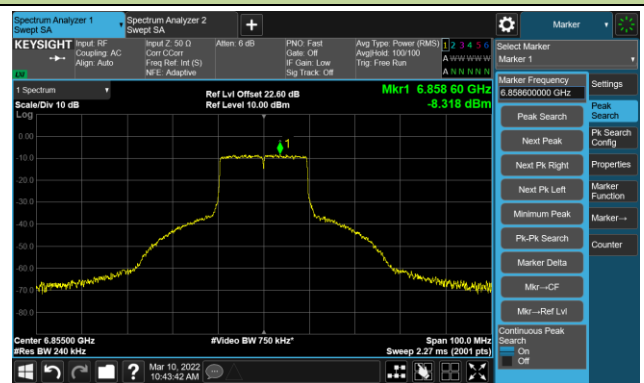 Spectrum Analyzer 1
Swept SA
Spectrum Analyzer 2
Swept SA
+
Marker
KEYSIGHT
Input: RF
Coupling: AC
Align: Auto
Input Z: 50 Ω
Corr CCorr
Freq Ref: Int (S)
NFE: Adaptive
Atten: 6 dB
PNO: Fast
Gate: Off
IF Gain: Low
Sig Track: Off
Avg Type: Power (RMS)
Avg|Hold: 100/100
Trig: Free Run
1 2 3 4 5 6
A W W W W W
A N N N N N
LW
Select Marker
Marker 1
1 Spectrum
Scale/Div 10 dB
Log
Ref Lvl Offset 22.60 dB
Ref Level 10.00 dBm
Mkr1 6.858 60 GHz
-8.318 dBm
1
0.00
-10.0
-20.0
-30.0
-40.0
-50.0
-60.0
-70.0
-80.0
Center 6.85500 GHz
#Res BW 240 kHz
#Video BW 750 kHz*
Span 100.0 MHz
Sweep 2.27 ms (2001 pts)
Marker Frequency
6.858600000 GHz
Peak Search
Next Peak
Next Pk Right
Next Pk Left
Minimum Peak
Pk-Pk Search
Marker Delta
Mkr→CF
Mkr→Ref Lvl
Continuous Peak
Search
On
Off
Settings
Peak
Search
Pk Search
Config
Properties
Marker
Function
Marker→
Counter
?
Mar 10, 2022
10:43:42 AM